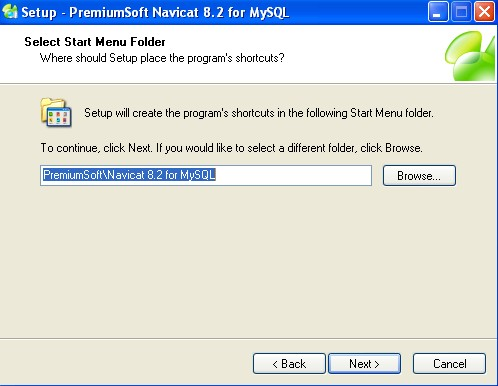 Setup - PremiumSoft Navicat 8.2 for MySQL
Select Start Menu Folder
Where should Setup place the program's shortcuts?
Setup will create the program's shortcuts in the following Start Menu folder.
To continue, click Next. If you would like to select a different folder, click Browse.
PremiumSoft\Navicat 8.2 for MySQL
Browse...
< Back
Next >
Cancel